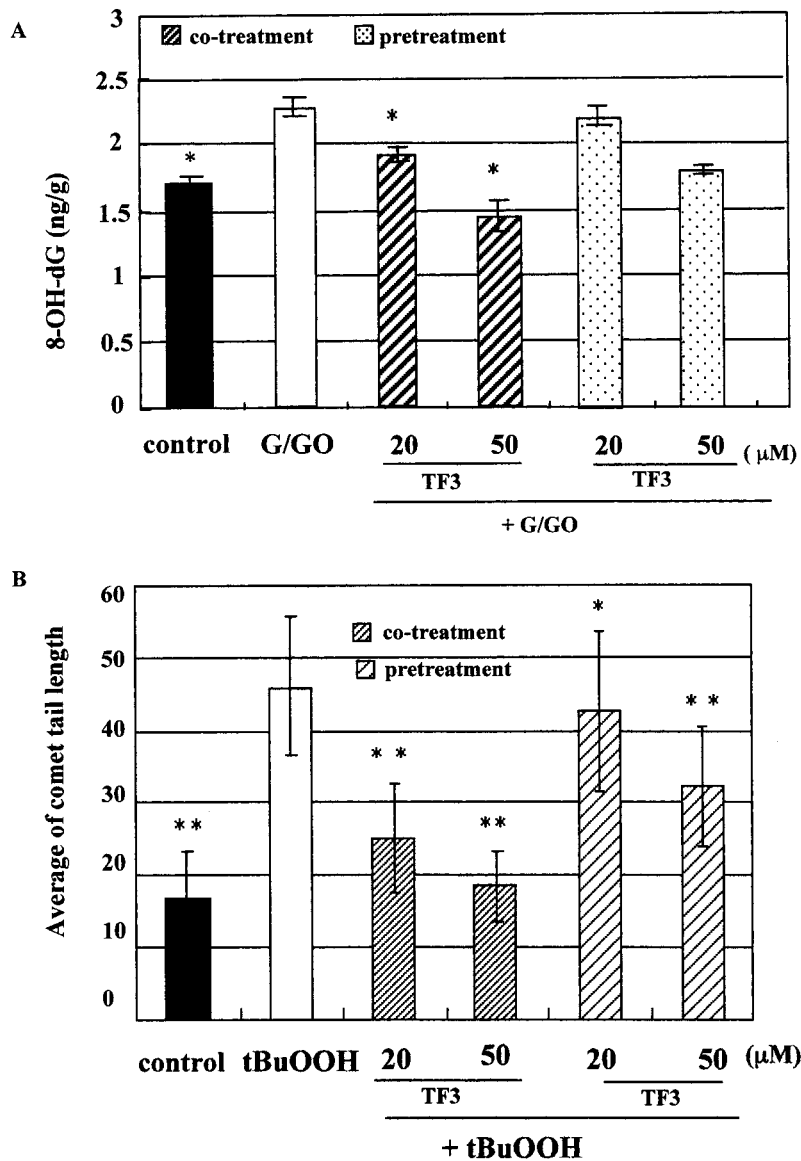 A
3
2.5
2
1.5
1
0.5
0
8-OH-dG (ng/g)
co-treatment pretreatment
*
*
*
control G/GO 20 50 20 50 (μM)
TF3 TF3
+ G/GO
B
60
50
40
30
20
10
0
Average of comet tail length
co-treatment
pretreatment
**
* *
**
*
* *
control tBuOOH 20 50 20 50 (μM)
TF3 TF3
+ tBuOOH